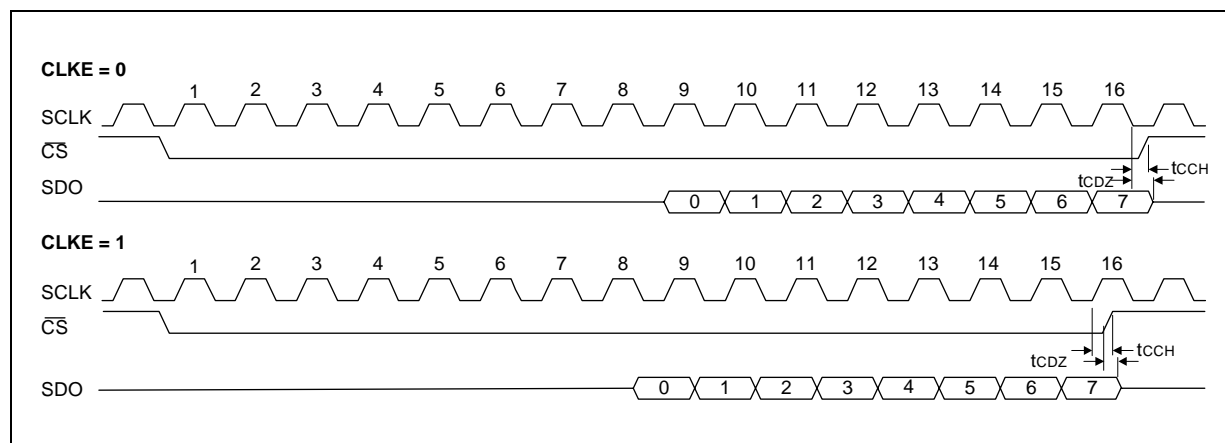 CLKE = 0
1 2 3 4 5 6 7 8 9 10 11 12 13 14 15 16
SCLK
CS
tCDZ tCCH
SDO
0 1 2 3 4 5 6 7
CLKE = 1
1 2 3 4 5 6 7 8 9 10 11 12 13 14 15 16
SCLK
CS
tCDZ tCCH
SDO
0 1 2 3 4 5 6 7